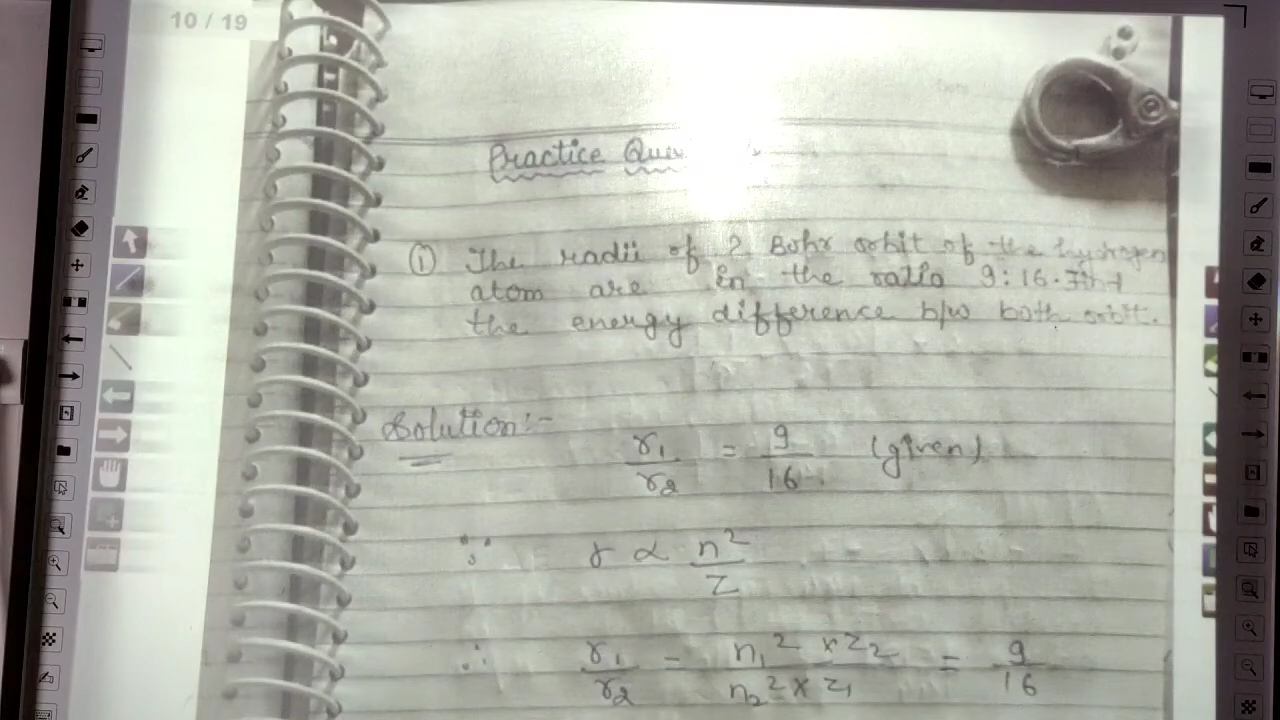 10 / 19
Practice
① The radii of 2 Bohr orbit of the hydrogen
atom are in the ratio 9:16. Find
the energy difference b/w both orbit.
Solution:-
r₁/r₂ = 9/16 (given)
∵ r ∝ n²/Z
∴ r₁/r₂ = n₁² × Z₂/n₂² × Z₁ = 9/16